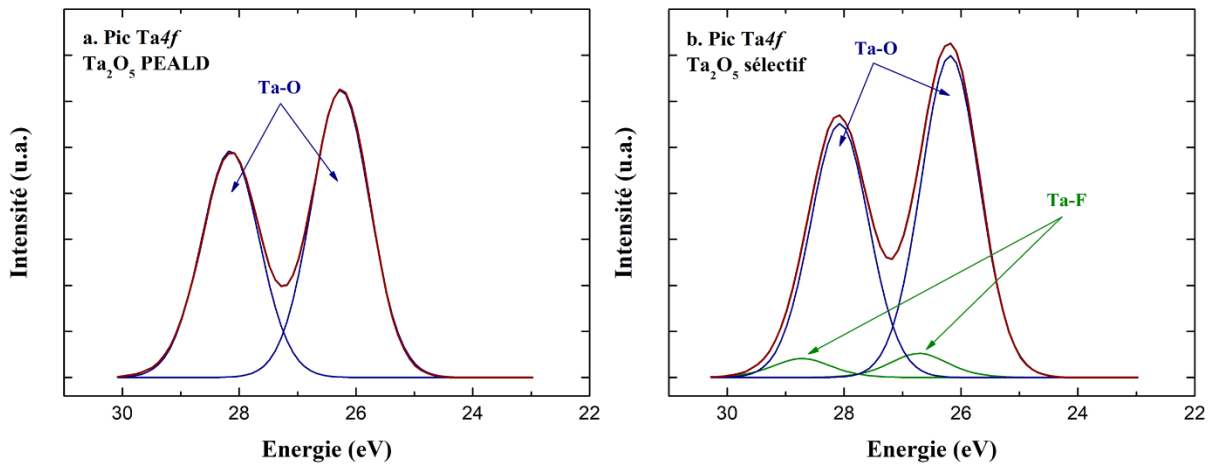 a. Pic Ta4f
Ta₂O₅ PEALD
Ta-O
Intensité (u.a.)
30 28 26 24 22
Energie (eV)
b. Pic Ta4f
Ta₂O₅ sélectif
Ta-O
Ta-F
Intensité (u.a.)
30 28 26 24 22
Energie (eV)